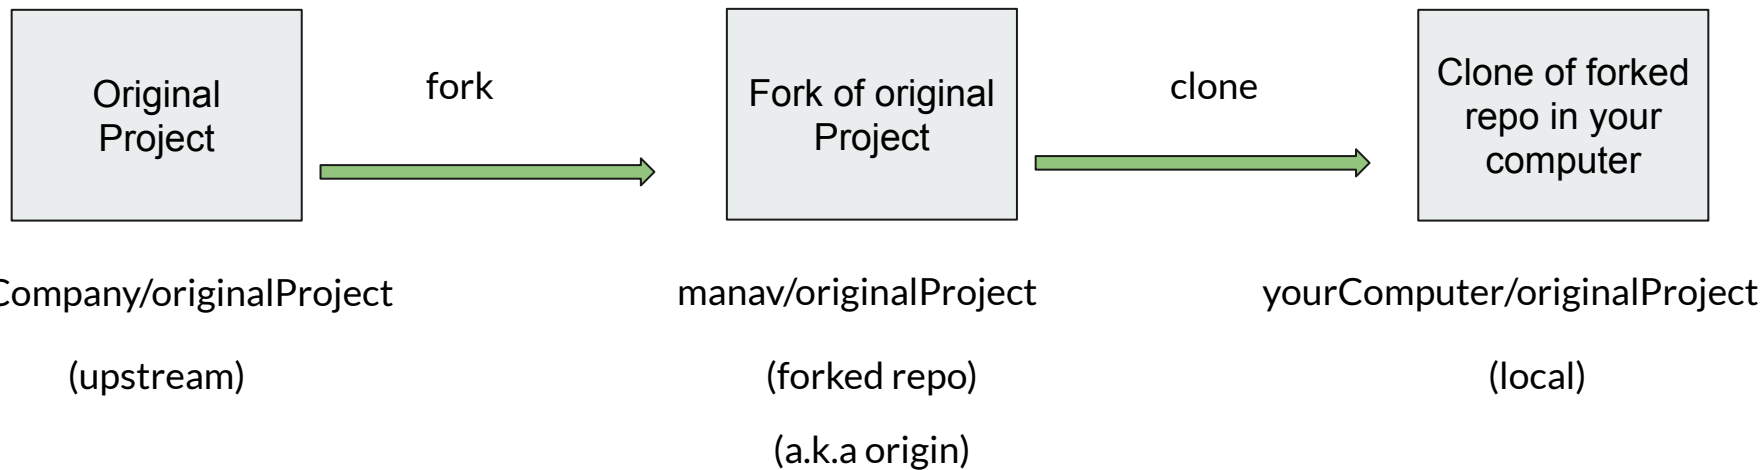 Original
Project
fork
Fork of original
Project
clone
Clone of forked
repo in your
computer
Company/originalProject
manav/originalProject
yourComputer/originalProject
(upstream)
(forked repo)
(local)
(a.k.a origin)